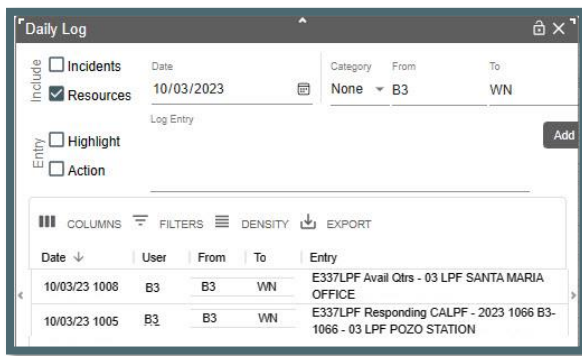 Daily Log
Include
Incidents
Resources
Date
10/03/2023
Category
None
From
B3
To
WN
Entry
Highlight
Action
Log Entry
Add
COLUMNS FILTERS DENSITY EXPORT
Date User From To Entry
10/03/23 1008 B3 B3 WN E337LPF Avail Qtrs - 03 LPF SANTA MARIA
OFFICE
10/03/23 1005 B3 B3 WN E337LPF Responding CALPF - 2023 1066 B3-
1066 - 03 LPF POZO STATION